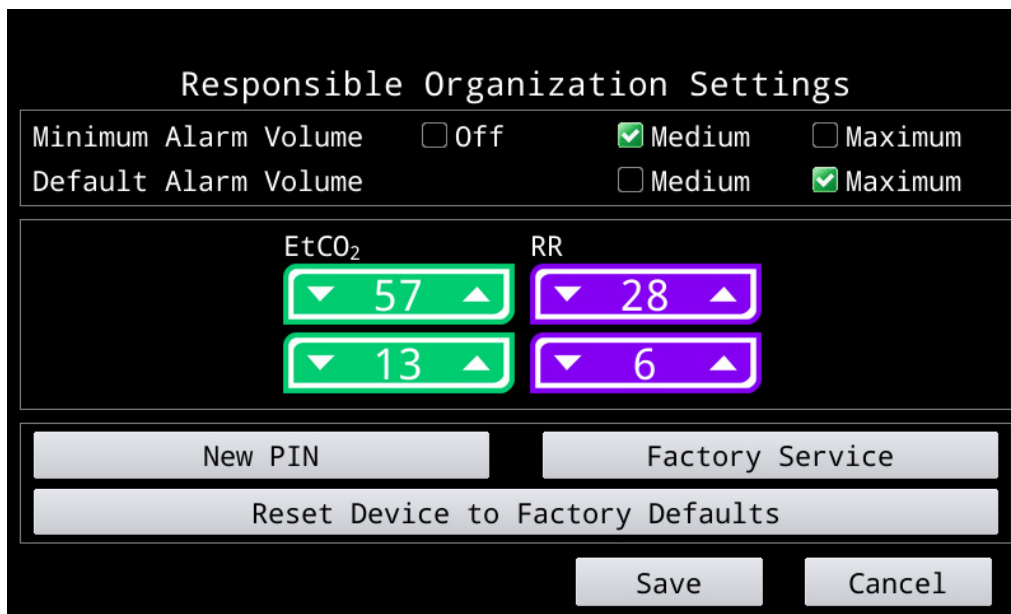 Responsible Organization Settings
Minimum Alarm Volume Off Medium Maximum
Default Alarm Volume Medium Maximum
EtCO₂ RR
57 28
13 6
New PIN Factory Service
Reset Device to Factory Defaults
Save Cancel